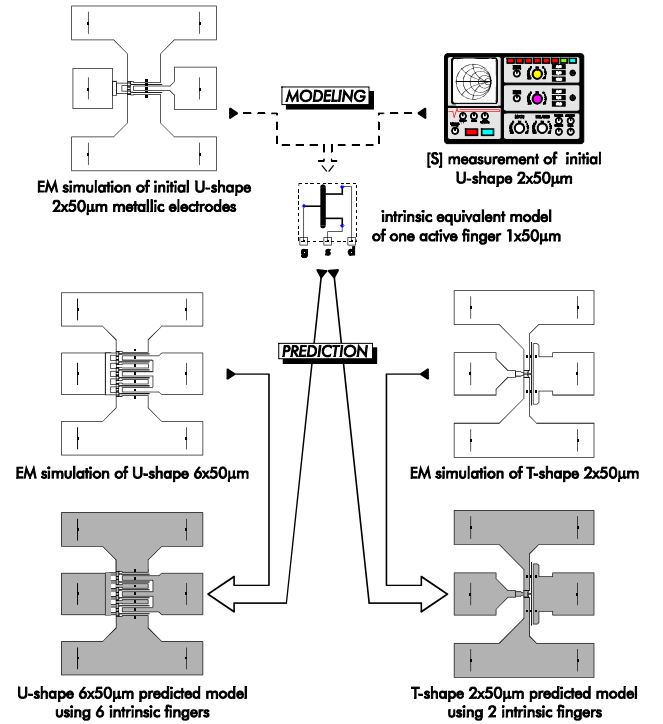 MODELING
EM simulation of initial U-shape
2x50µm metallic electrodes
[S] measurement of initial
U-shape 2x50µm
intrinsic equivalent model
of one active finger 1x50µm
g s d
PREDICTION
EM simulation of U-shape 6x50µm
EM simulation of T-shape 2x50µm
U-shape 6x50µm predicted model
using 6 intrinsic fingers
T-shape 2x50µm predicted model
using 2 intrinsic fingers